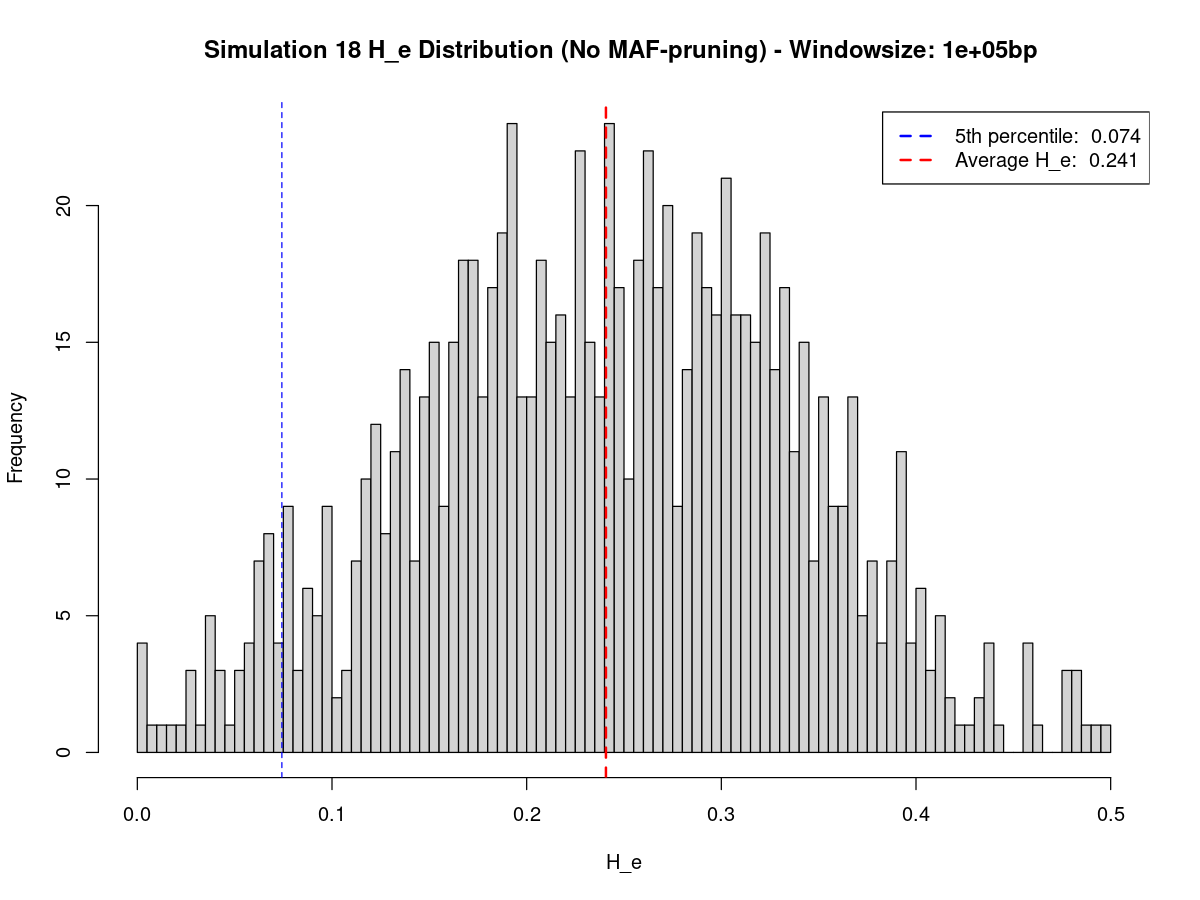 Simulation 18 H_e Distribution (No MAF-pruning) - Windowsize: 1e+05bp
5th percentile:  0.074
Average H_e:  0.241
Frequency
20
15
10
5
0
0.0 0.1 0.2 0.3 0.4 0.5
H_e